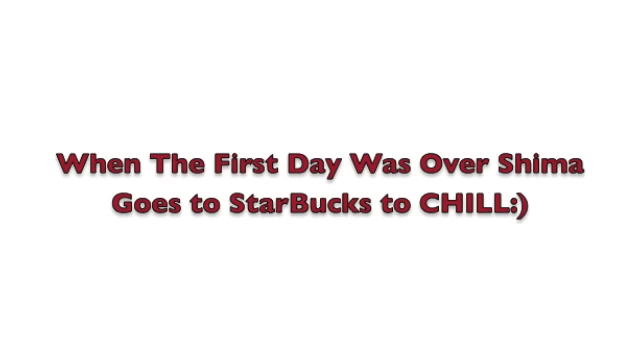 When The First Day Was Over Shima
Goes to StarBucks to CHILL:)